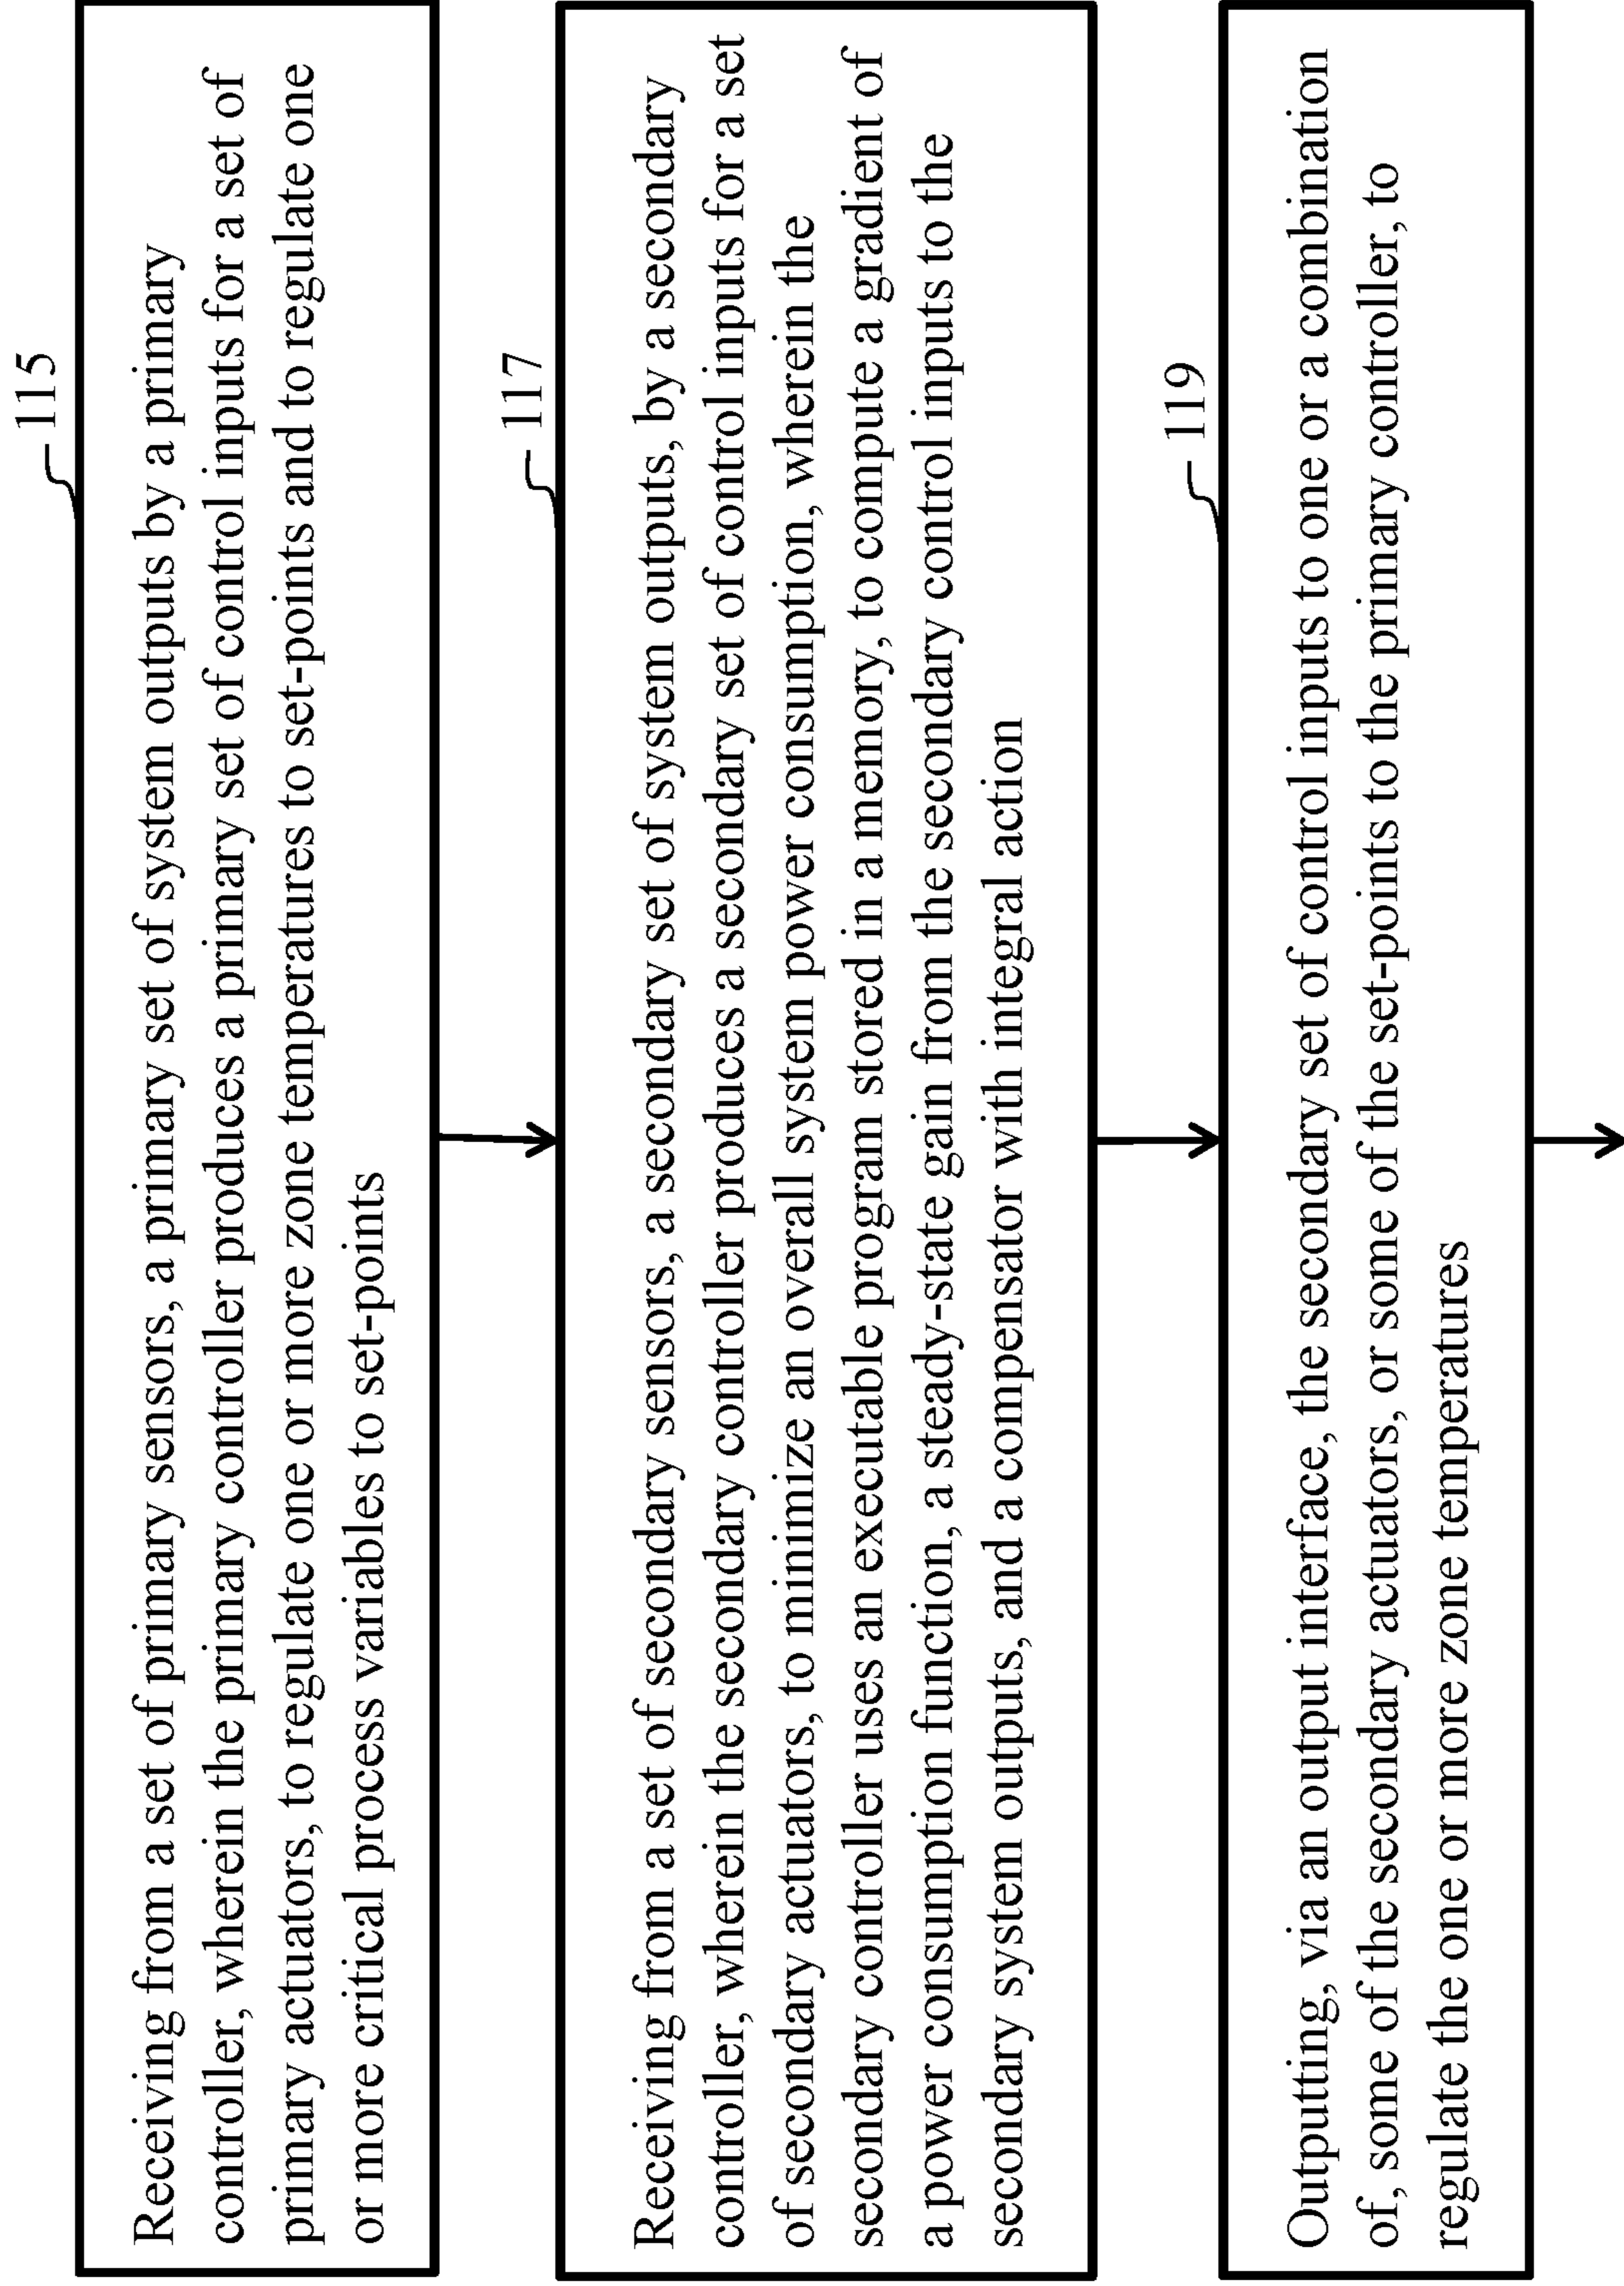 115
Receiving from a set of primary sensors, a primary set of system outputs by a primary
controller, wherein the primary controller produces a primary set of control inputs for a set of
primary actuators, to regulate one or more zone temperatures to set-points and to regulate one
or more critical process variables to set-points
117
Receiving from a set of secondary sensors, a secondary set of system outputs, by a secondary
controller, wherein the secondary controller produces a secondary set of control inputs for a set
of secondary actuators, to minimize an overall system power consumption, wherein the
secondary controller uses an executable program stored in a memory, to compute a gradient of
a power consumption function, a steady-state gain from the secondary control inputs to the
secondary system outputs, and a compensator with integral action
119
Outputting, via an output interface, the secondary set of control inputs to one or a combination
of, some of the secondary actuators, or some of the set-points to the primary controller, to
regulate the one or more zone temperatures